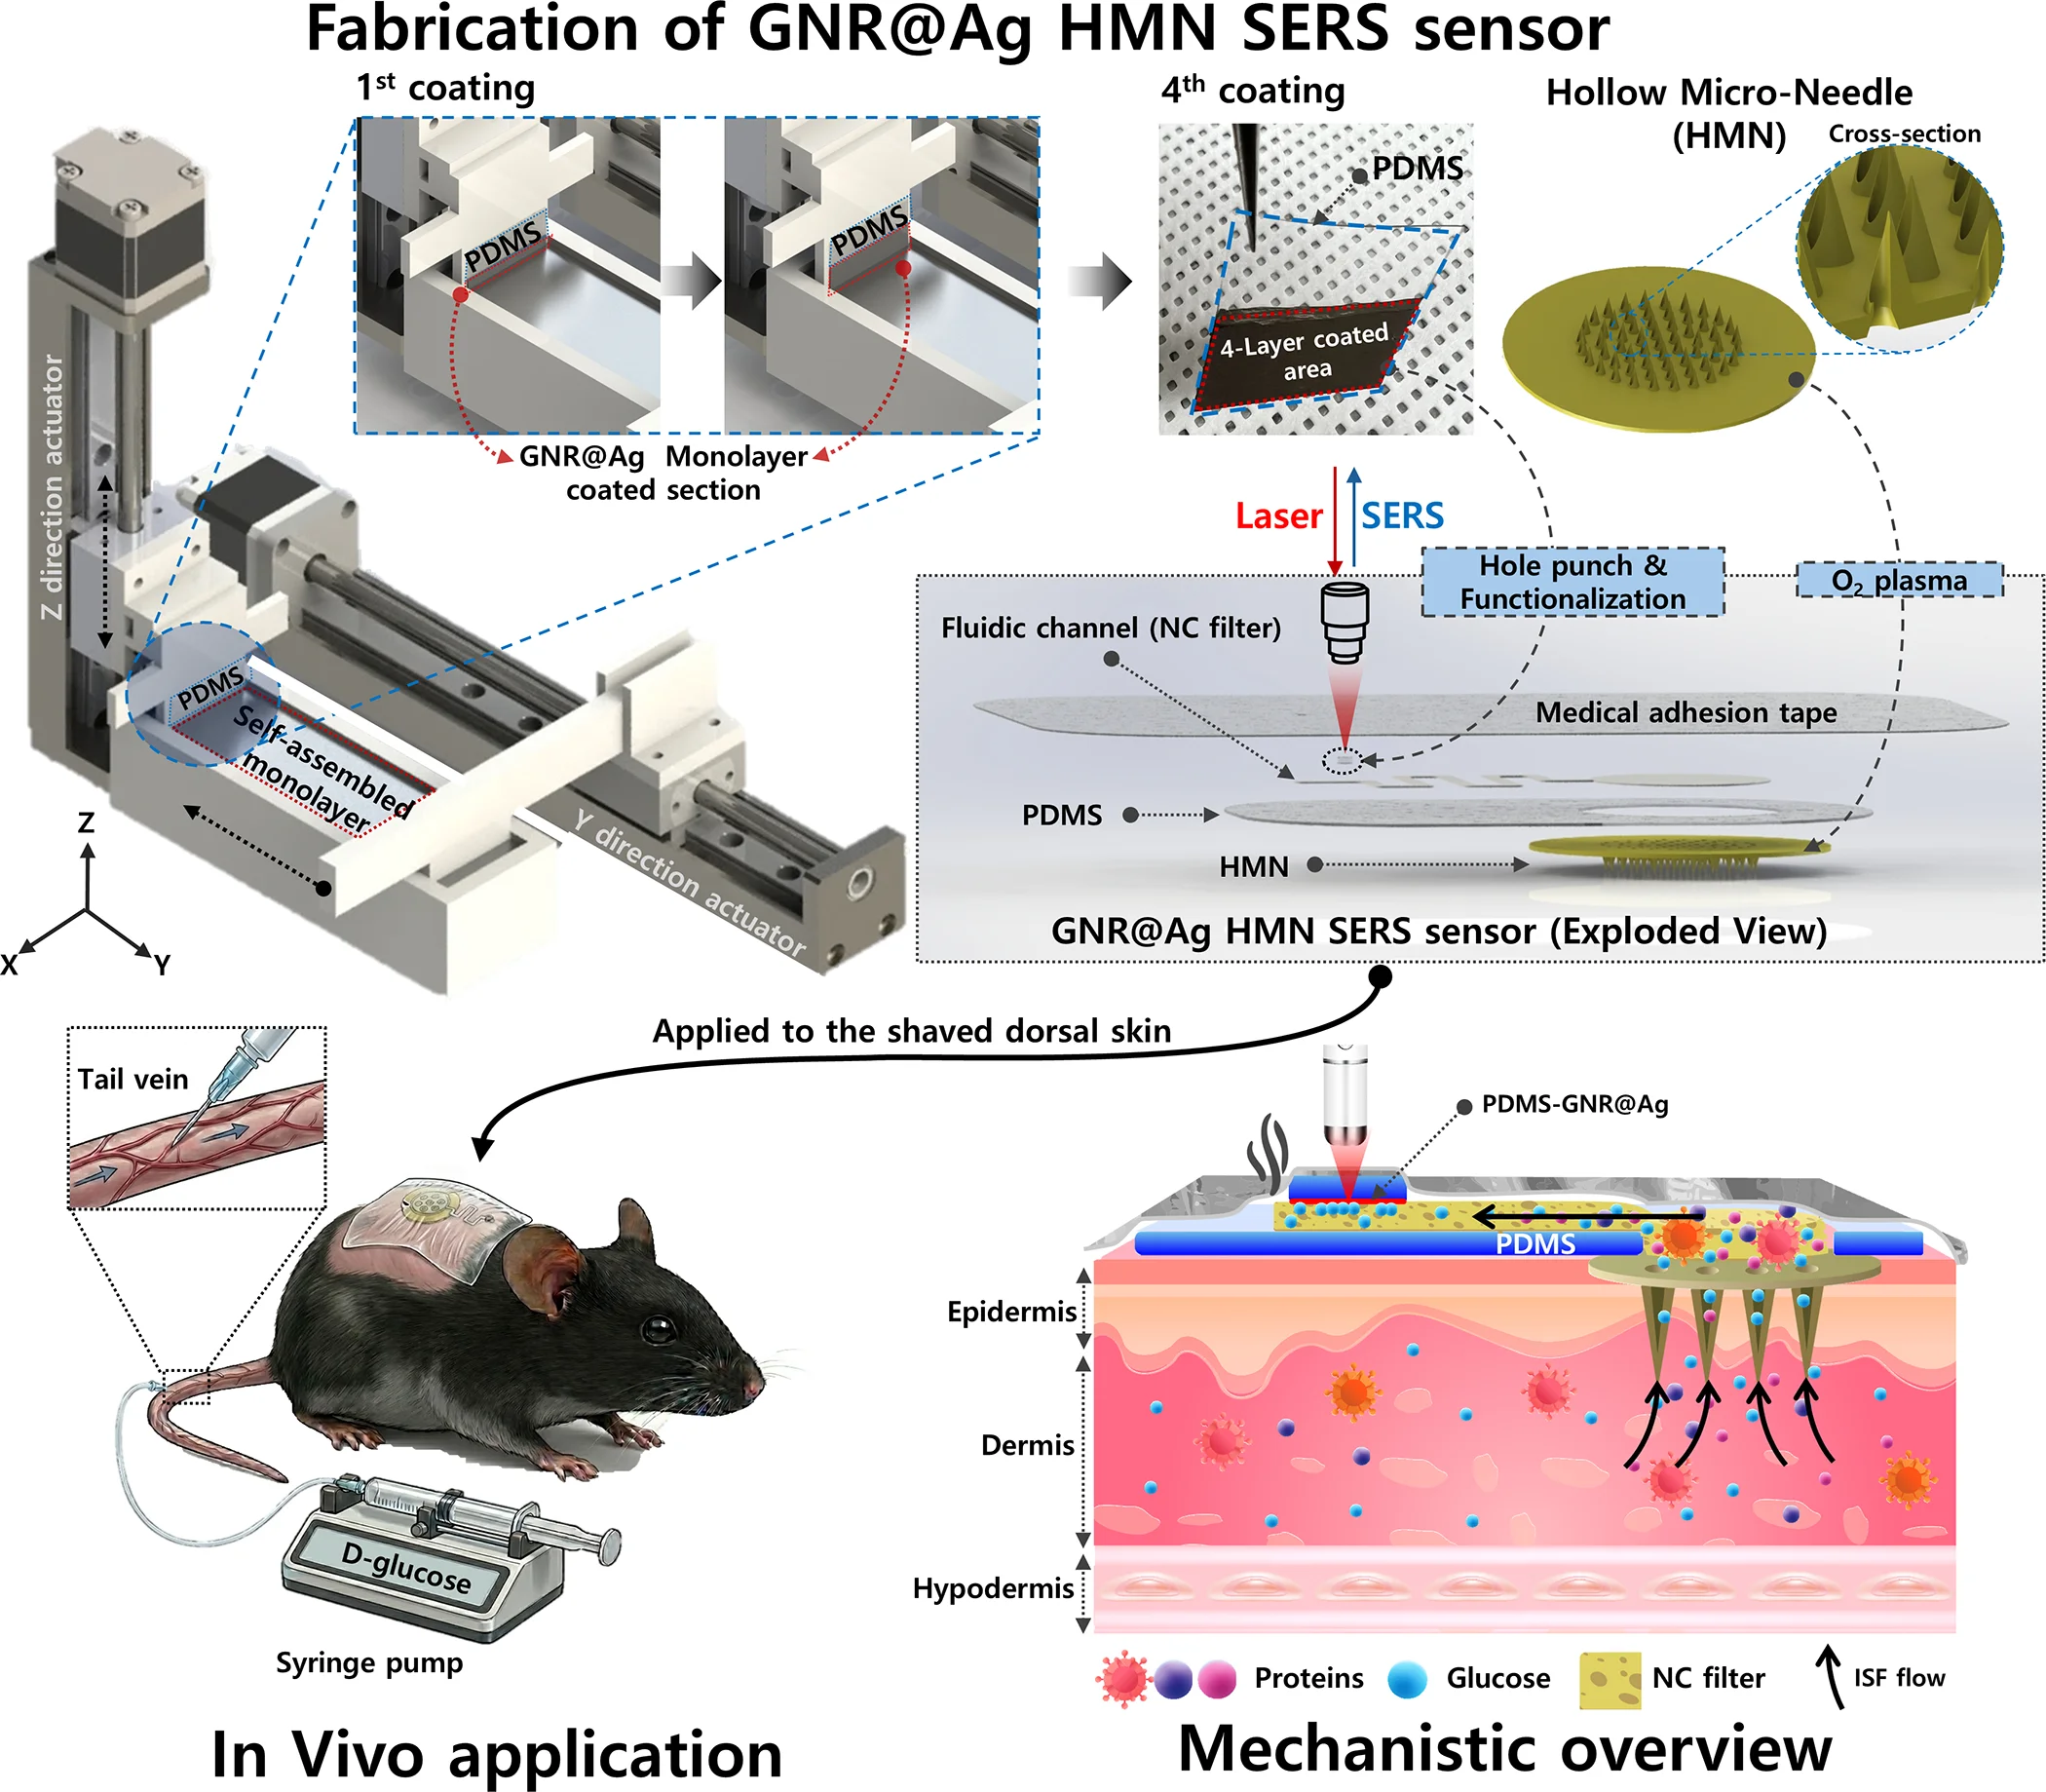 Fabrication of GNR@Ag HMN SERS sensor
1st coating
4th coating
Hollow Micro-Needle
(HMN)
Cross-section
PDMS
PDMS
PDMS
4-Layer coated
area
Z direction actuator
GNR@Ag Monolayer
coated section
Laser
SERS
Hole punch &
Functionalization
O2 plasma
Fluidic channel (NC filter)
PDMS
Self-assembled
monolayer
Medical adhesion tape
PDMS
HMN
Y direction actuator
Z
X
Y
GNR@Ag HMN SERS sensor (Exploded View)
Applied to the shaved dorsal skin
Tail vein
PDMS-GNR@Ag
PDMS
Epidermis
Dermis
Hypodermis
D-glucose
Syringe pump
Proteins
Glucose
NC filter
ISF flow
In Vivo application
Mechanistic overview